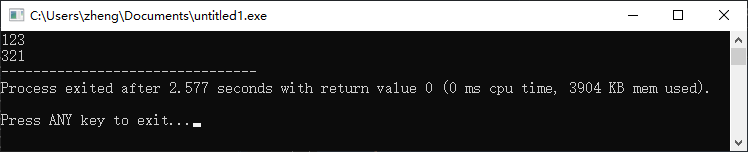 C:\Users\zheng\Documents\untitled1.exe
123
321
--------------------------------
Process exited after 2.577 seconds with return value 0 (0 ms cpu time, 3904 KB mem used).
Press ANY key to exit...